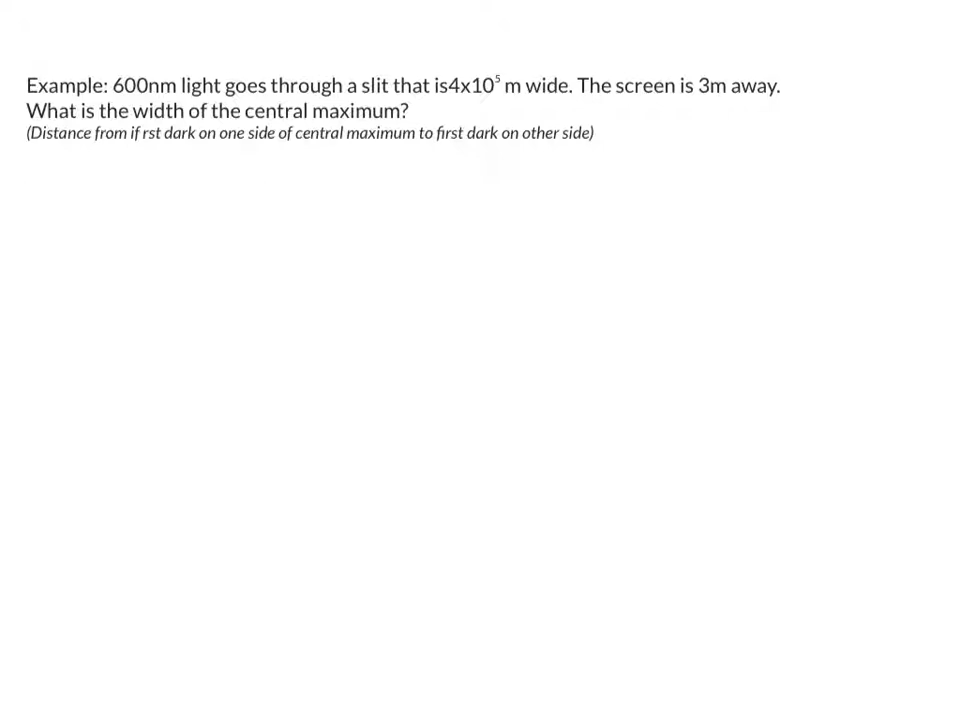 Example: 600nm light goes through a slit that is4x10⁵ m wide. The screen is 3m away.
What is the width of the central maximum?
(Distance from if rst dark on one side of central maximum to first dark on other side)